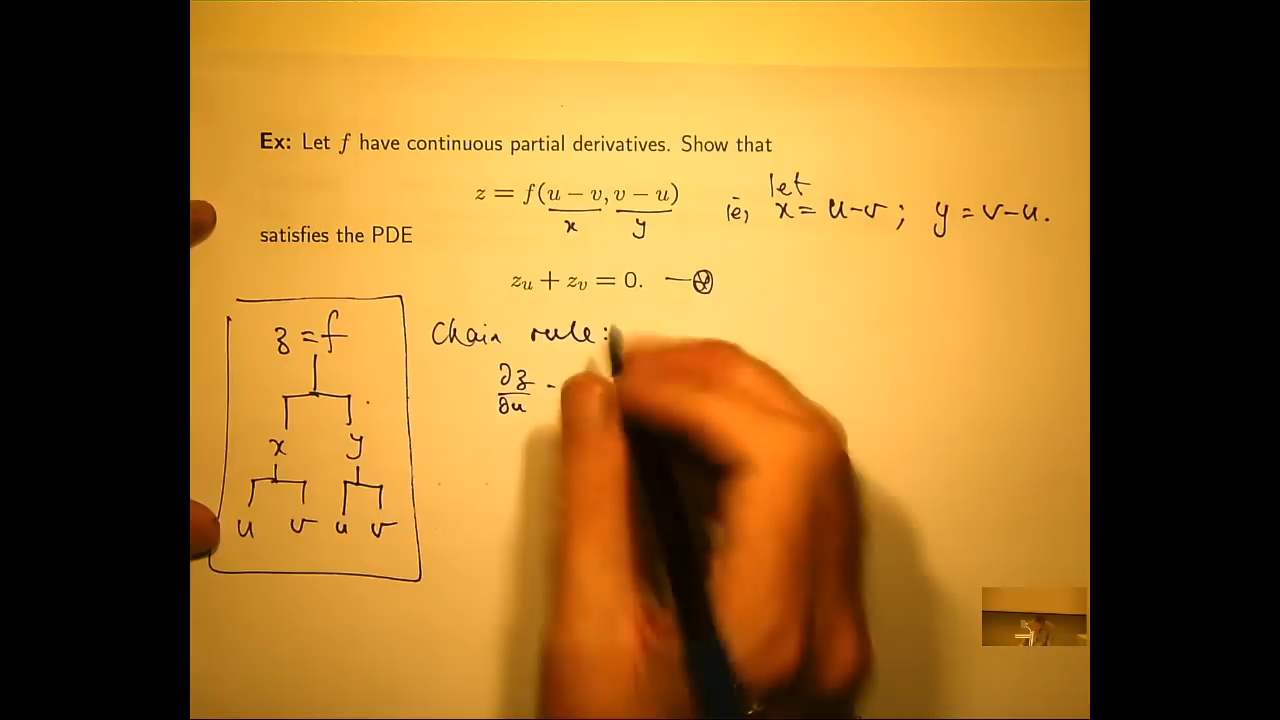 Ex: Let f have continuous partial derivatives. Show that
z = f(u − v, v − u) ie, let x = u-v ; y = v-u.
x y
satisfies the PDE
z_u + z_v = 0. —⊛
z = f
x y
u v u v
Chain rule:
∂z/∂u